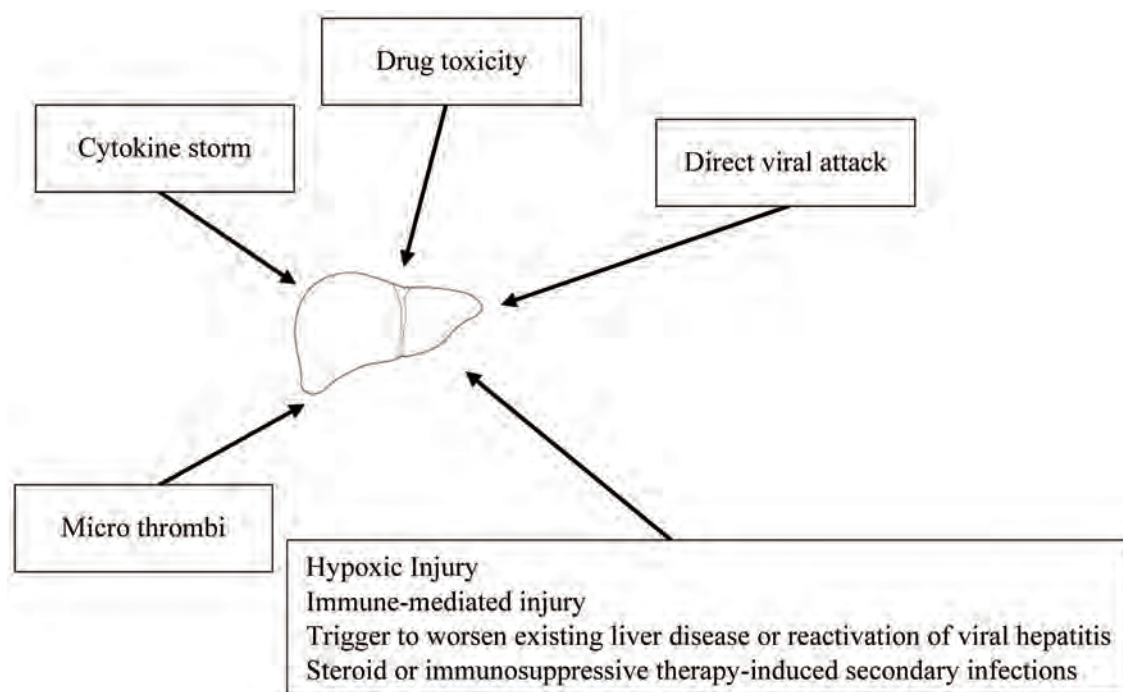 Drug toxicity
Cytokine storm
Direct viral attack
Micro thrombi
Hypoxic Injury
Immune-mediated injury
Trigger to worsen existing liver disease or reactivation of viral hepatitis
Steroid or immunosuppressive therapy-induced secondary infections